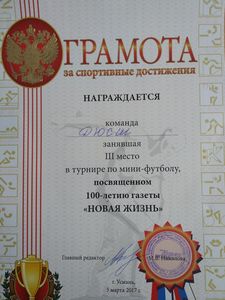 ГРАМОТА
за спортивные достижения
НАГРАЖДАЕТСЯ
команда
ДЮСШ
занявшая
III место
в турнире по мини-футболу,
посвященном
100-летию газеты
«НОВАЯ ЖИЗНЬ»
Главный редактор
г. Усмань,
3 марта 2017 г.